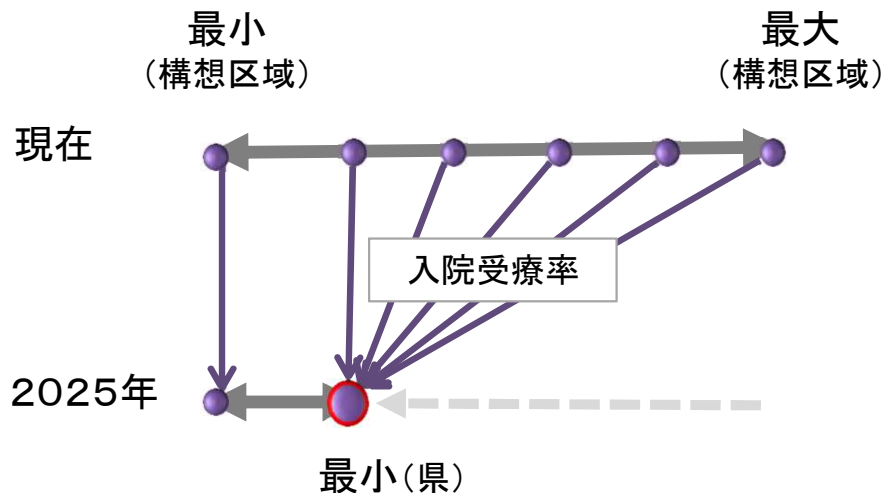 最小
（構想区域）
最大
（構想区域）
現在
入院受療率
２０２５年
最小（県）